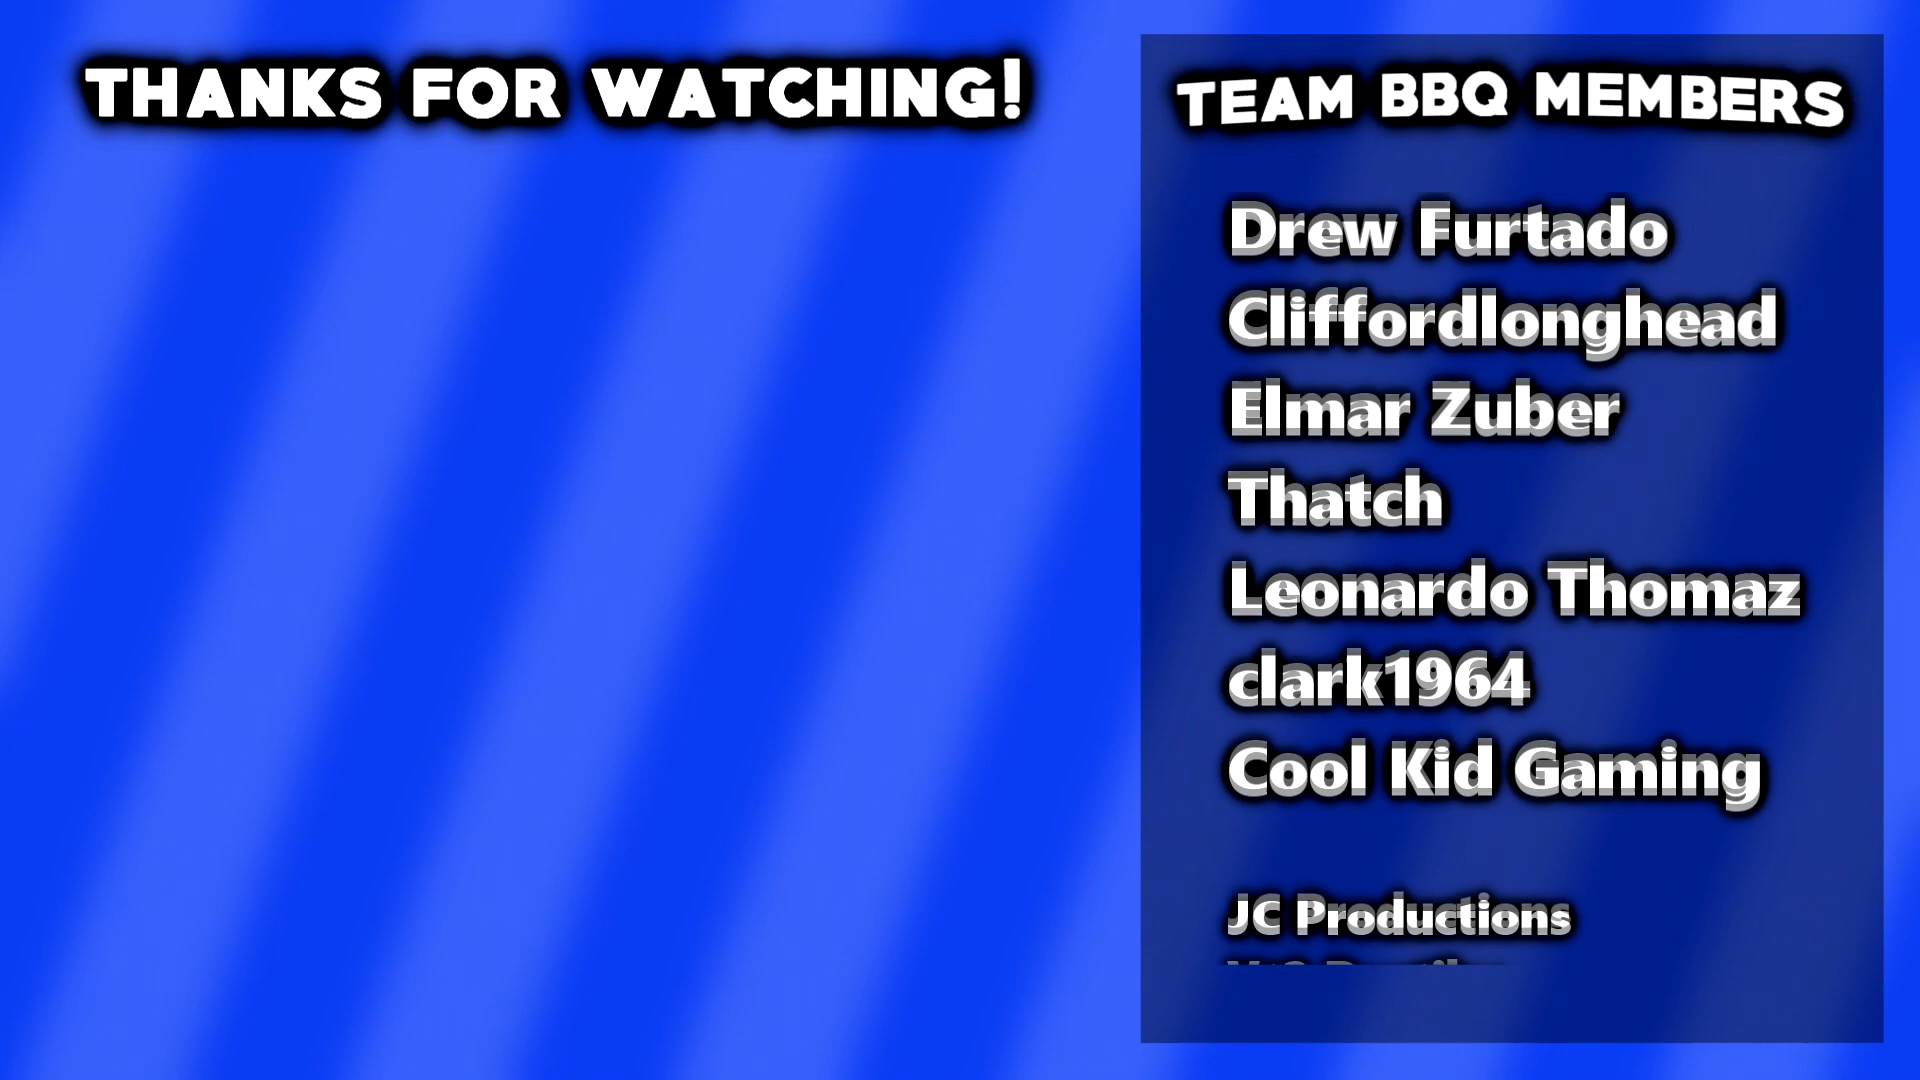 THANKS FOR WATCHING!
TEAM BBQ MEMBERS
Drew Furtado
Cliffordlonghead
Elmar Zuber
Thatch
Leonardo Thomaz
clark1964
Cool Kid Gaming
JC Productions